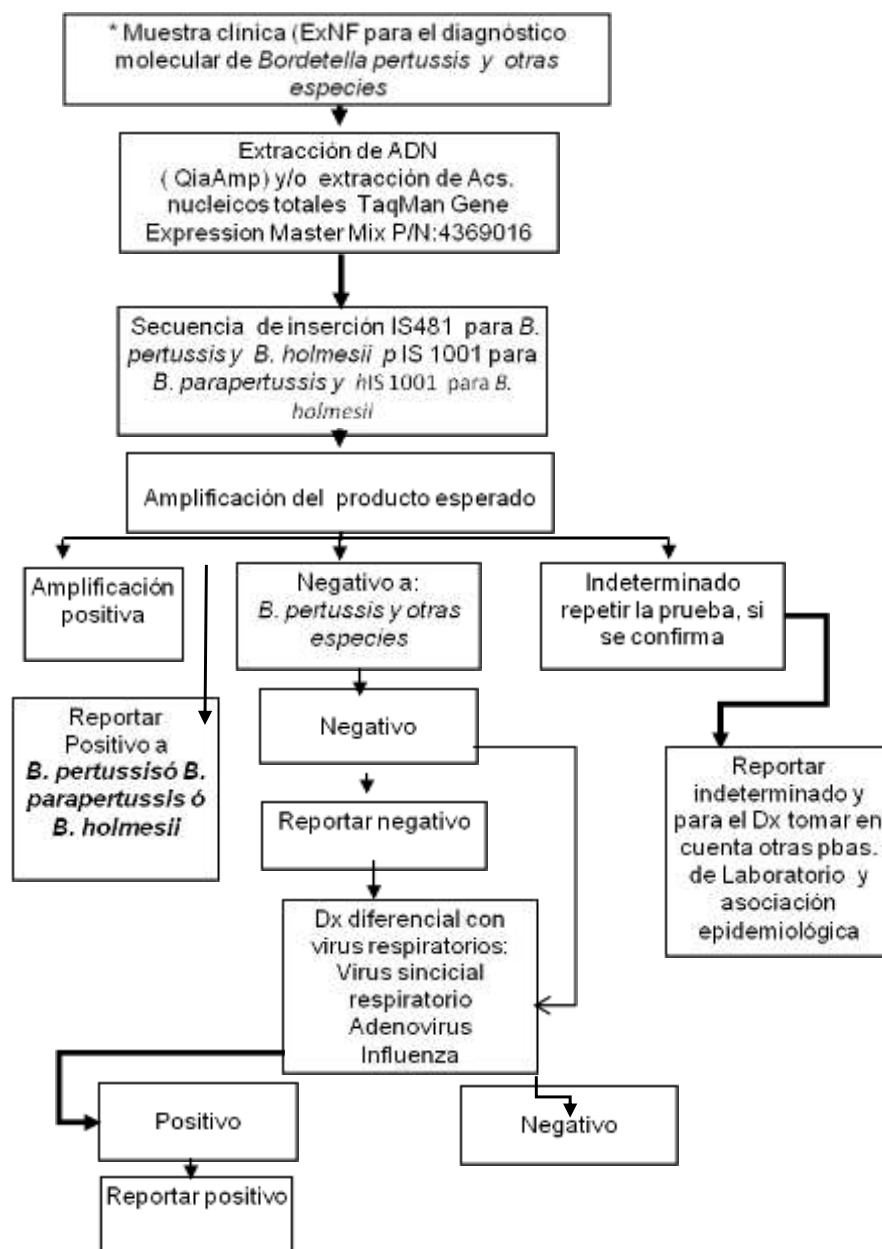 * Muestra clínica (ExNF para el diagnóstico
molecular de Bordetella pertussis y otras
especies
Extracción de ADN
( QiaAmp) y/o extracción de Acs.
nucleicos totales TaqMan Gene
Expression Master Mix P/N:4369016
Secuencia de inserción IS481 para B.
pertussis y B. holmesii p IS 1001 para
B. parapertussis y hIS 1001 para B.
holmesii
Amplificación del producto esperado
Amplificación
positiva
Negativo a:
B. pertussis y otras
especies
Indeterminado
repetir la prueba, si
se confirma
Reportar
Positivo a
B. pertussisó B.
parapertussis ó
B. holmesii
Negativo
Reportar negativo
Reportar
indeterminado y
para el Dx tomar en
cuenta otras pbas.
de Laboratorio y
asociación
epidemiológica
Dx diferencial con
virus respiratorios:
Virus sincicial
respiratorio
Adenovirus
Influenza
Positivo
Negativo
Reportar positivo